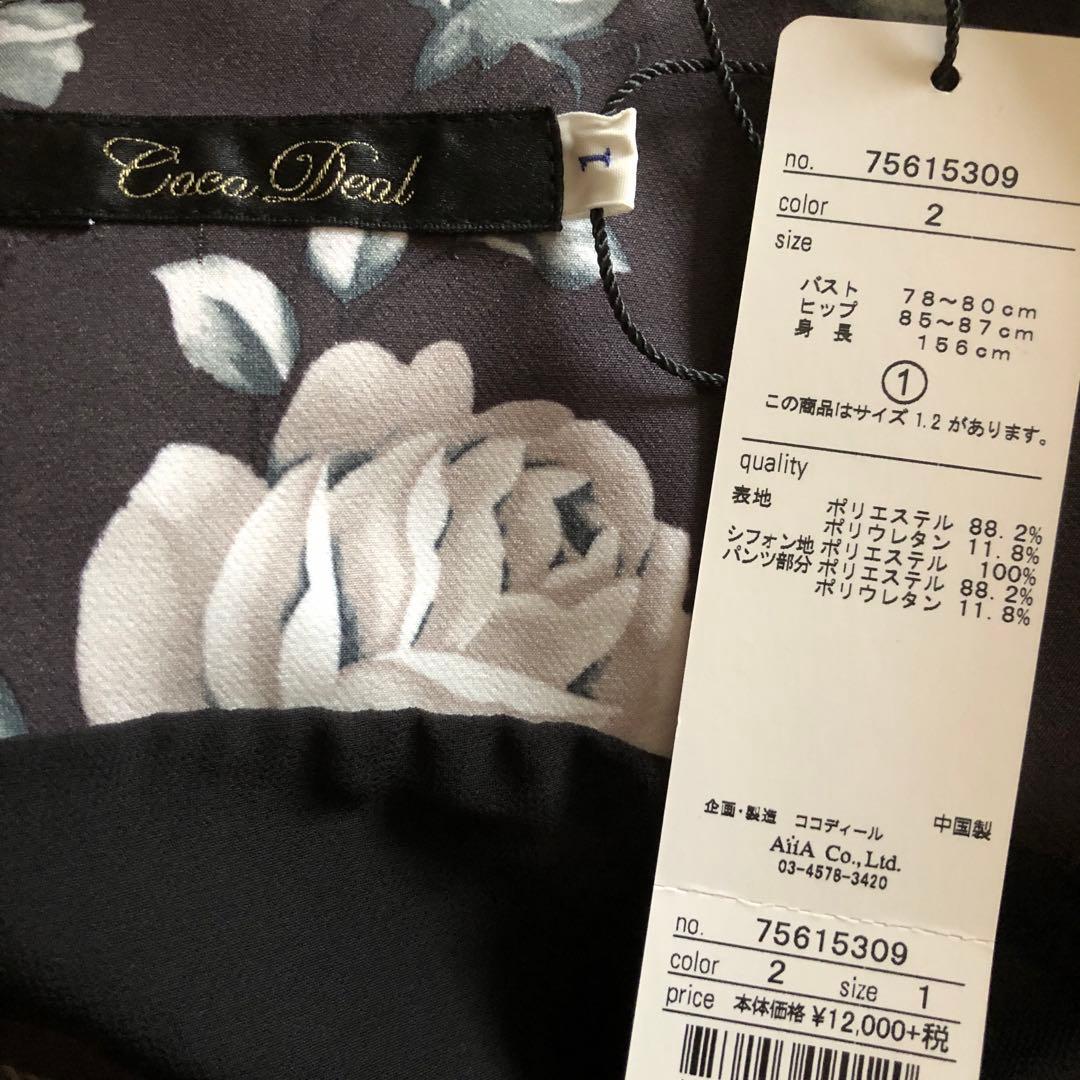 Coco Deal
1
no. 75615309
color 2
size
バスト 78〜80cm
ヒップ 85〜87cm
身長 156cm
①
この商品はサイズ1.2があります。
quality
表地 ポリエステル 88.2%
ポリウレタン 11.8%
シフォン地 ポリエステル 100%
パンツ部分 ポリエステル 88.2%
ポリウレタン 11.8%
企画・製造 ココディール 中国製
AiiA Co.,Ltd.
03-4578-3420
no. 75615309
color 2 size 1
price 本体価格 ¥12,000+税